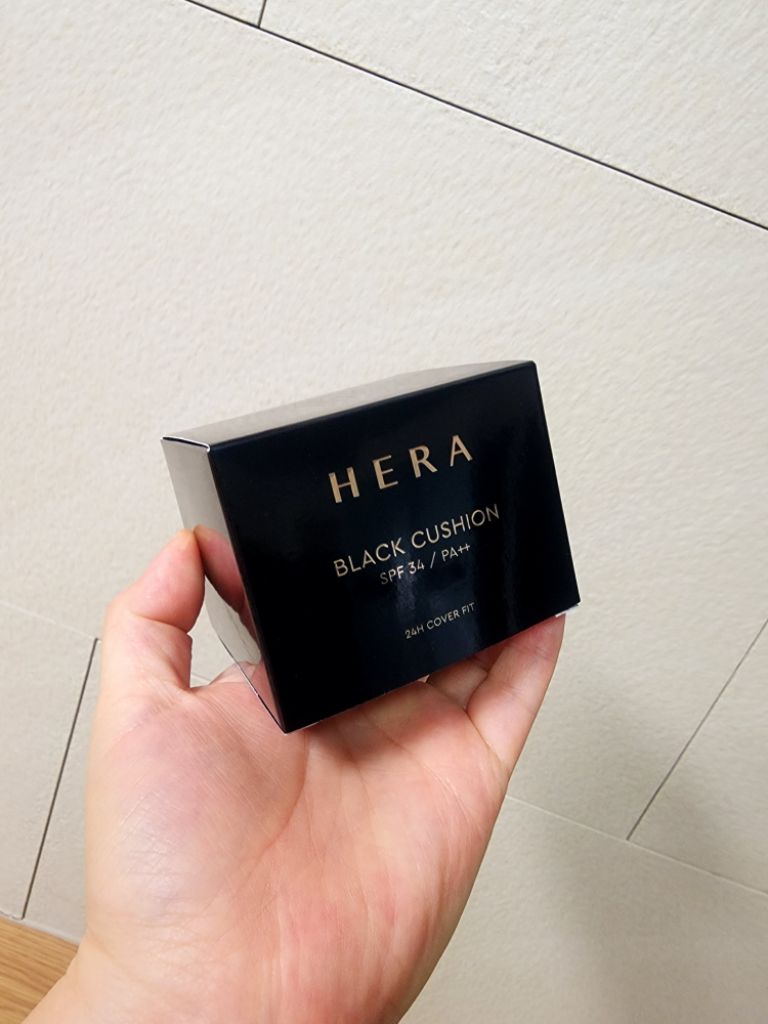 HERA
BLACK CUSHION
SPF 34 / PA++
24H COVER FIT